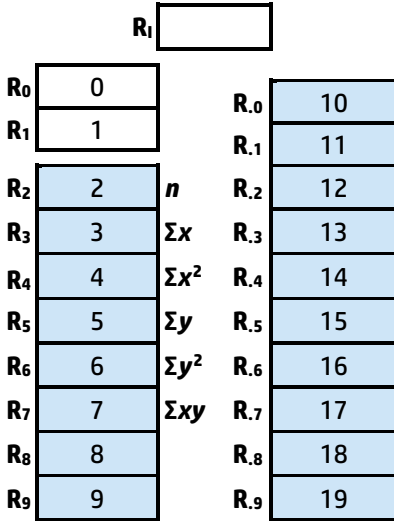 Rı
R₀ 0
R₁ 1
R₂ 2 n
R₃ 3 Σx
R₄ 4 Σx²
R₅ 5 Σy
R₆ 6 Σy²
R₇ 7 Σxy
R₈ 8
R₉ 9
R.₀ 10
R.₁ 11
R.₂ 12
R.₃ 13
R.₄ 14
R.₅ 15
R.₆ 16
R.₇ 17
R.₈ 18
R.₉ 19